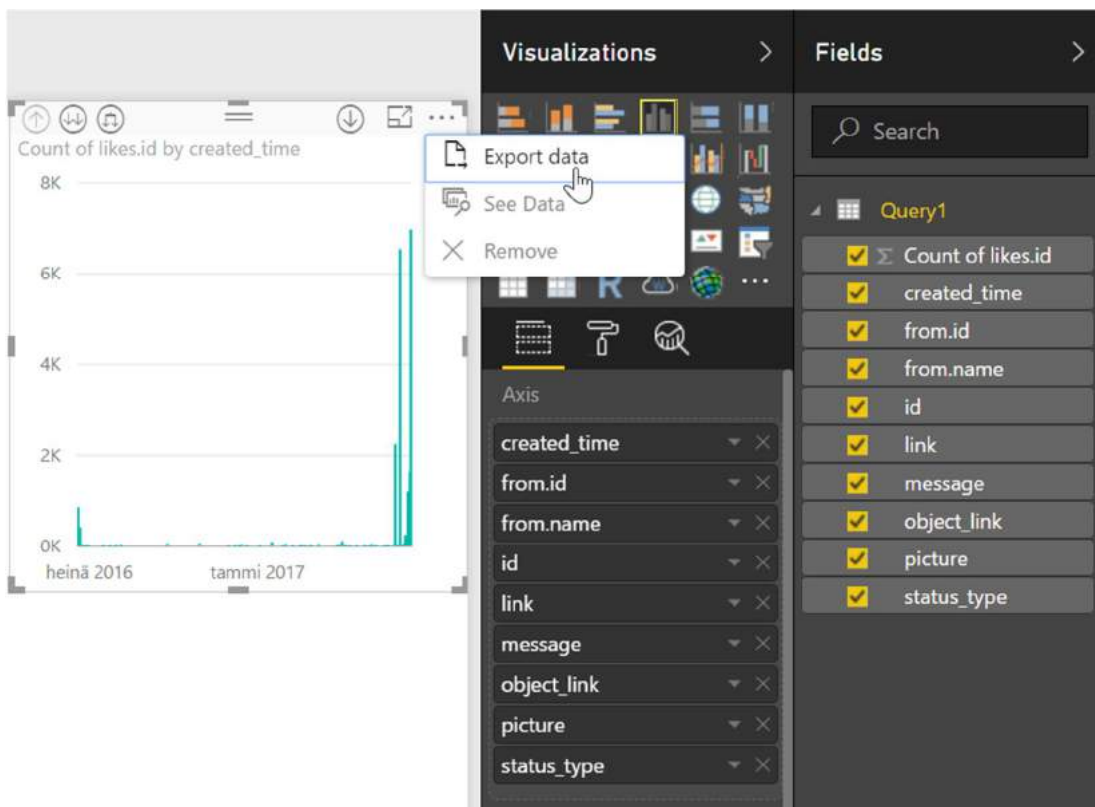 Visualizations
Fields
Search
Count of likes.id by created_time
8K
6K
4K
2K
0K
heinä 2016
tammi 2017
Export data
See Data
Remove
R
Axis
created_time
from.id
from.name
id
link
message
object_link
picture
status_type
Query1
Count of likes.id
created_time
from.id
from.name
id
link
message
object_link
picture
status_type